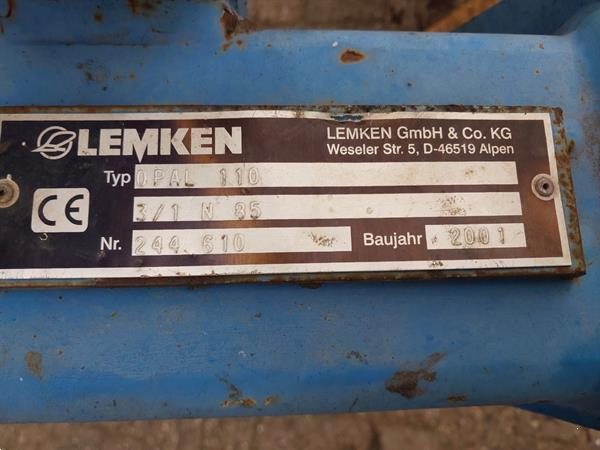 LEMKEN
LEMKEN GmbH & Co. KG
Weseler Str. 5, D-46519 Alpen
Typ OPAL 110
CE 3/1 N 85
Nr. 244 610 Baujahr 2001